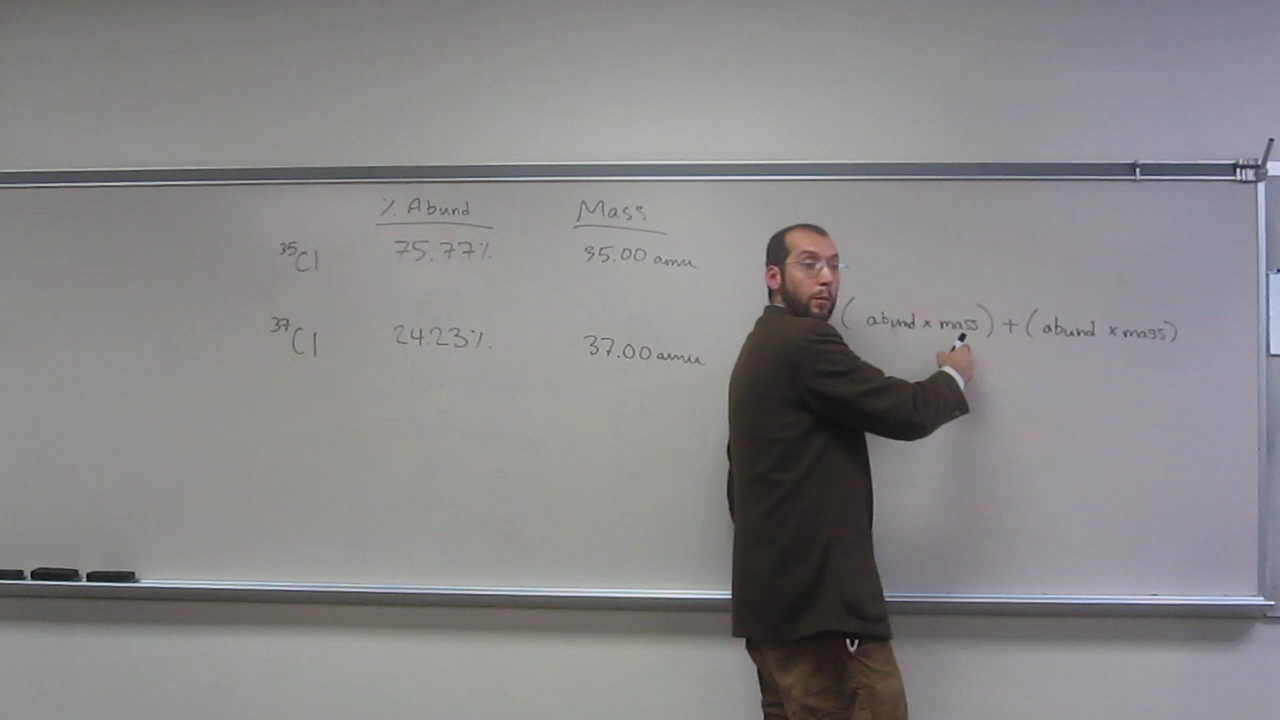 % Abund Mass
35Cl 75.77% 35.00 amu
37Cl 24.23% 37.00 amu
( abund x mass ) + ( abund x mass )